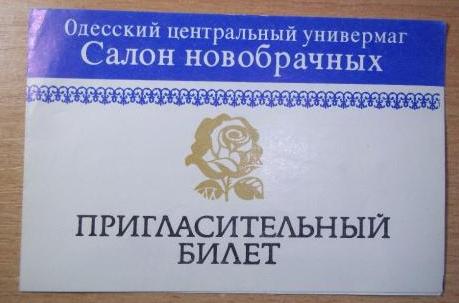 Одесский центральный универмаг
Салон новобрачных
ПРИГЛАСИТЕЛЬНЫЙ
БИЛЕТ